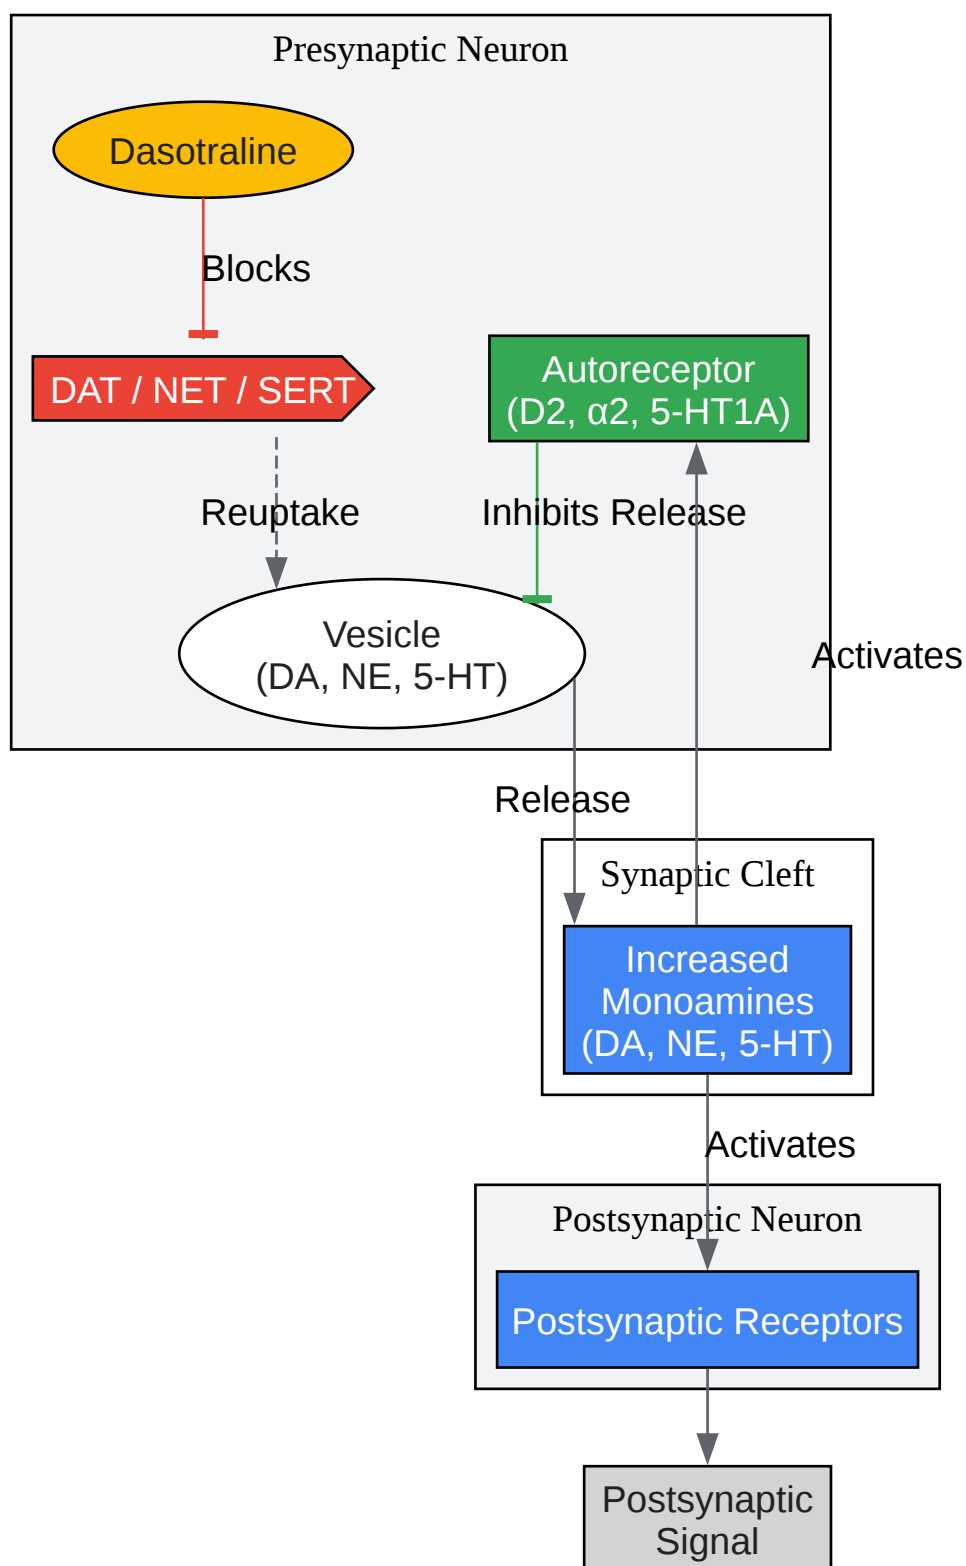 Presynaptic Neuron
Dasotraline
Blocks
DAT / NET / SERT
Autoreceptor
(D2, α2, 5-HT1A)
Reuptake
Inhibits Release
Vesicle
(DA, NE, 5-HT)
Activates
Release
Synaptic Cleft
Increased
Monoamines
(DA, NE, 5-HT)
Activates
Postsynaptic Neuron
Postsynaptic Receptors
Postsynaptic
Signal